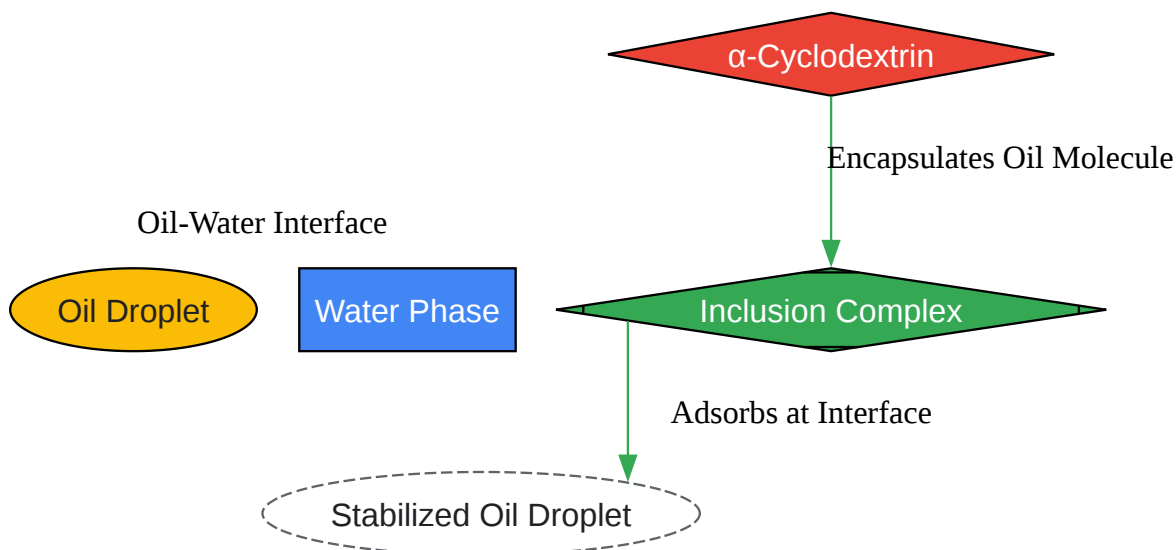 α-Cyclodextrin
Encapsulates Oil Molecule
Oil-Water Interface
Oil Droplet
Water Phase
Inclusion Complex
Adsorbs at Interface
Stabilized Oil Droplet